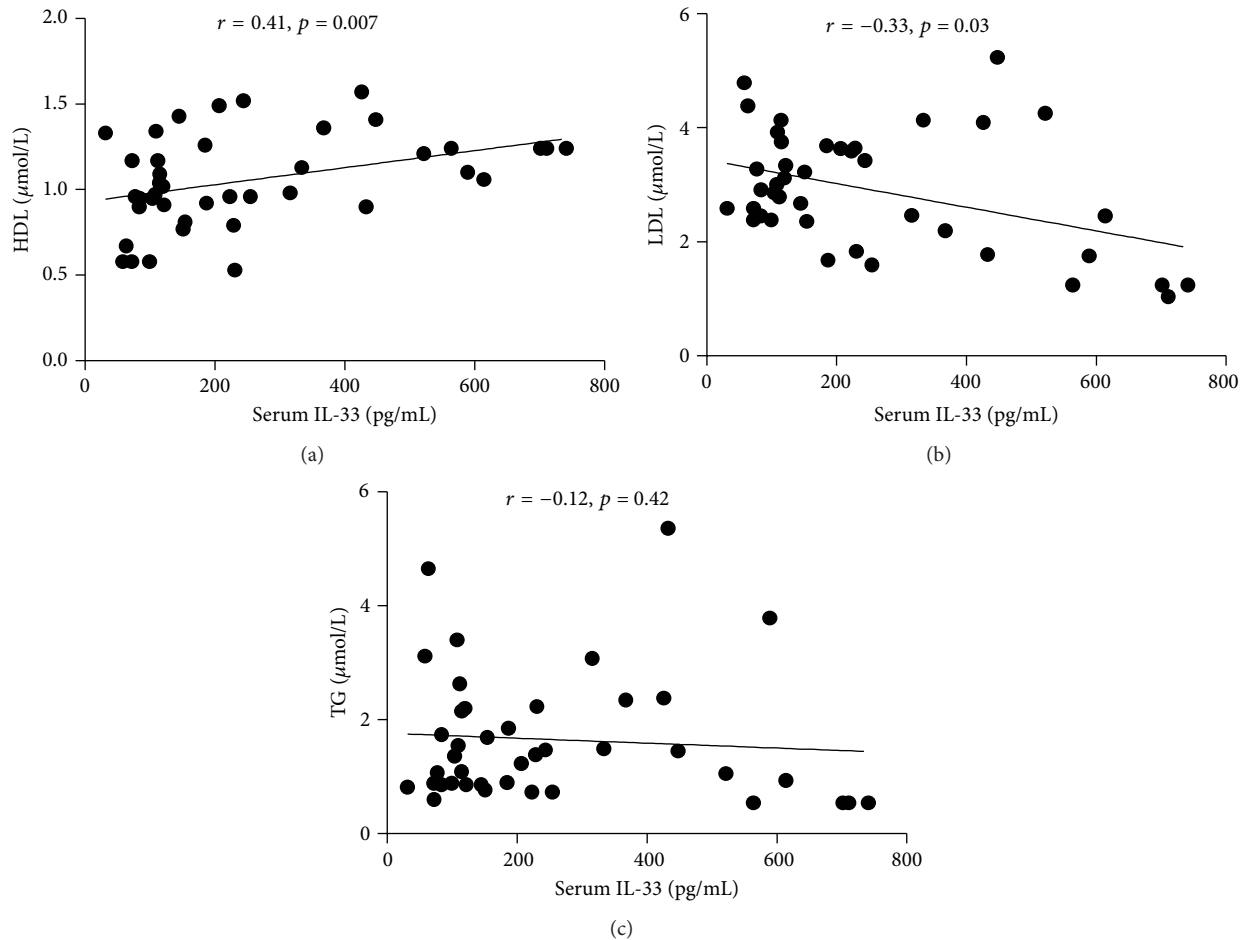 r = 0.41, p = 0.007
2.0
1.5
1.0
0.5
0.0
HDL (μmol/L)
0
200
400
600
800
Serum IL-33 (pg/mL)
(a)
r = −0.33, p = 0.03
6
4
2
0
LDL (μmol/L)
0
200
400
600
800
Serum IL-33 (pg/mL)
(b)
r = −0.12, p = 0.42
6
4
2
0
TG (μmol/L)
0
200
400
600
800
Serum IL-33 (pg/mL)
(c)